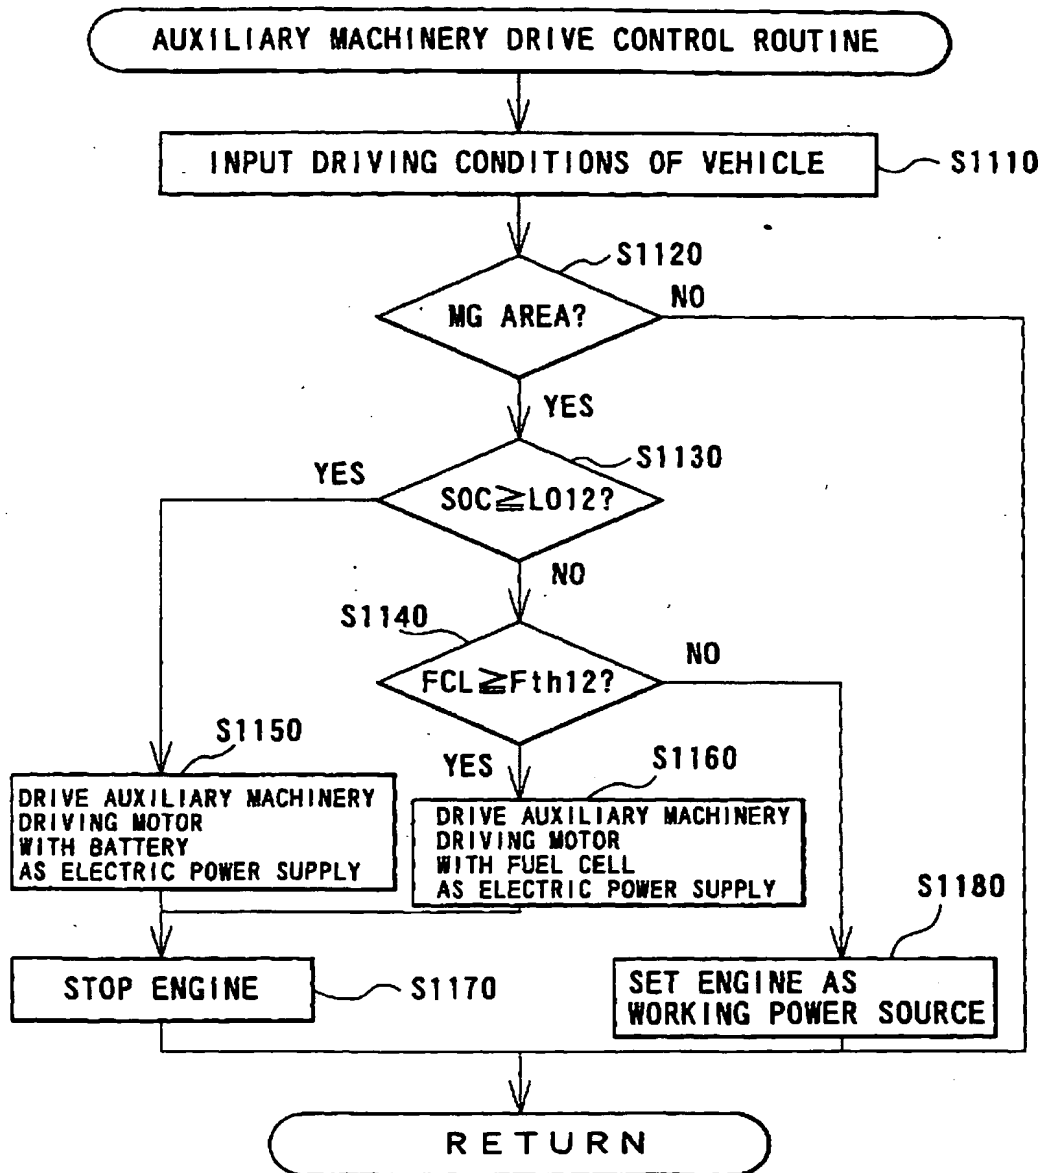 AUXILIARY MACHINERY DRIVE CONTROL ROUTINE
INPUT DRIVING CONDITIONS OF VEHICLE
S1110
S1120
MG AREA?
NO
YES
S1130
YES
SOC≧LO12?
NO
S1140
FCL≧Fth12?
NO
S1150
YES
S1160
DRIVE AUXILIARY MACHINERY
DRIVING MOTOR
WITH BATTERY
AS ELECTRIC POWER SUPPLY
DRIVE AUXILIARY MACHINERY
DRIVING MOTOR
WITH FUEL CELL
AS ELECTRIC POWER SUPPLY
S1180
STOP ENGINE
S1170
SET ENGINE AS
WORKING POWER SOURCE
RETURN